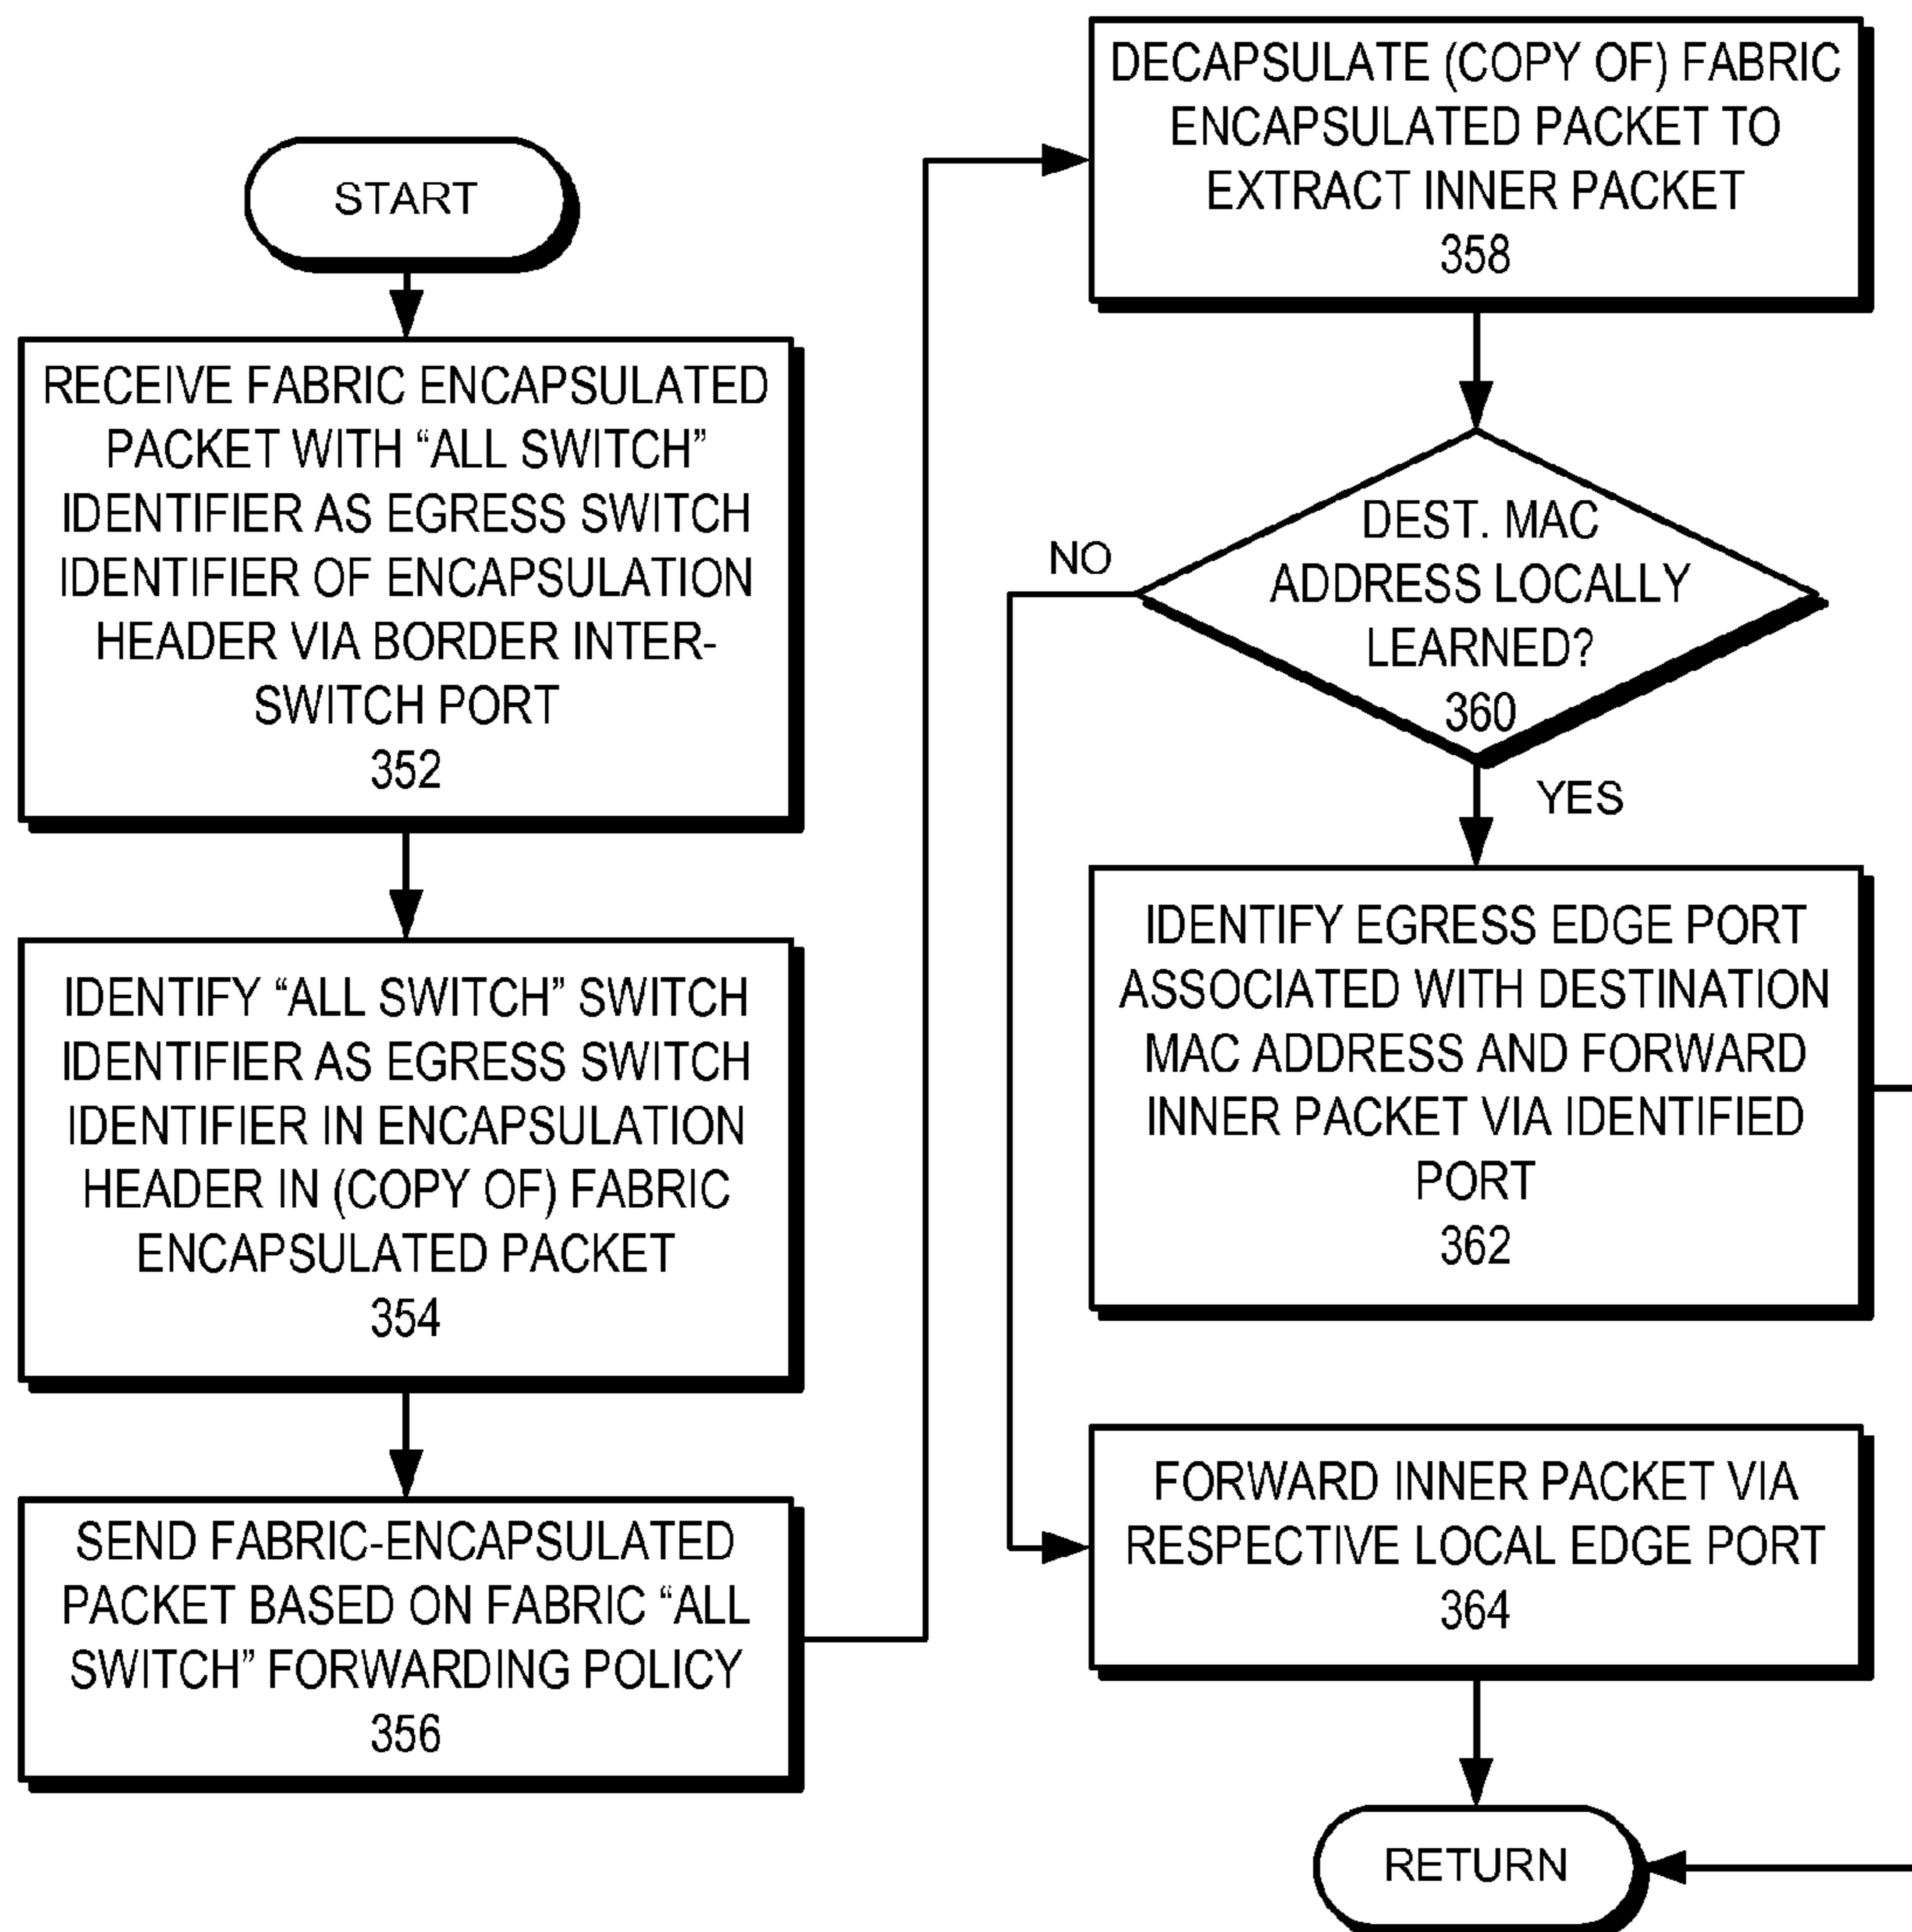 START
RECEIVE FABRIC ENCAPSULATED
PACKET WITH “ALL SWITCH”
IDENTIFIER AS EGRESS SWITCH
IDENTIFIER OF ENCAPSULATION
HEADER VIA BORDER INTER-
SWITCH PORT
352
IDENTIFY “ALL SWITCH” SWITCH
IDENTIFIER AS EGRESS SWITCH
IDENTIFIER IN ENCAPSULATION
HEADER IN (COPY OF) FABRIC
ENCAPSULATED PACKET
354
SEND FABRIC-ENCAPSULATED
PACKET BASED ON FABRIC “ALL
SWITCH” FORWARDING POLICY
356
DECAPSULATE (COPY OF) FABRIC
ENCAPSULATED PACKET TO
EXTRACT INNER PACKET
358
DEST. MAC
ADDRESS LOCALLY
LEARNED?
360
NO
YES
IDENTIFY EGRESS EDGE PORT
ASSOCIATED WITH DESTINATION
MAC ADDRESS AND FORWARD
INNER PACKET VIA IDENTIFIED
PORT
362
FORWARD INNER PACKET VIA
RESPECTIVE LOCAL EDGE PORT
364
RETURN